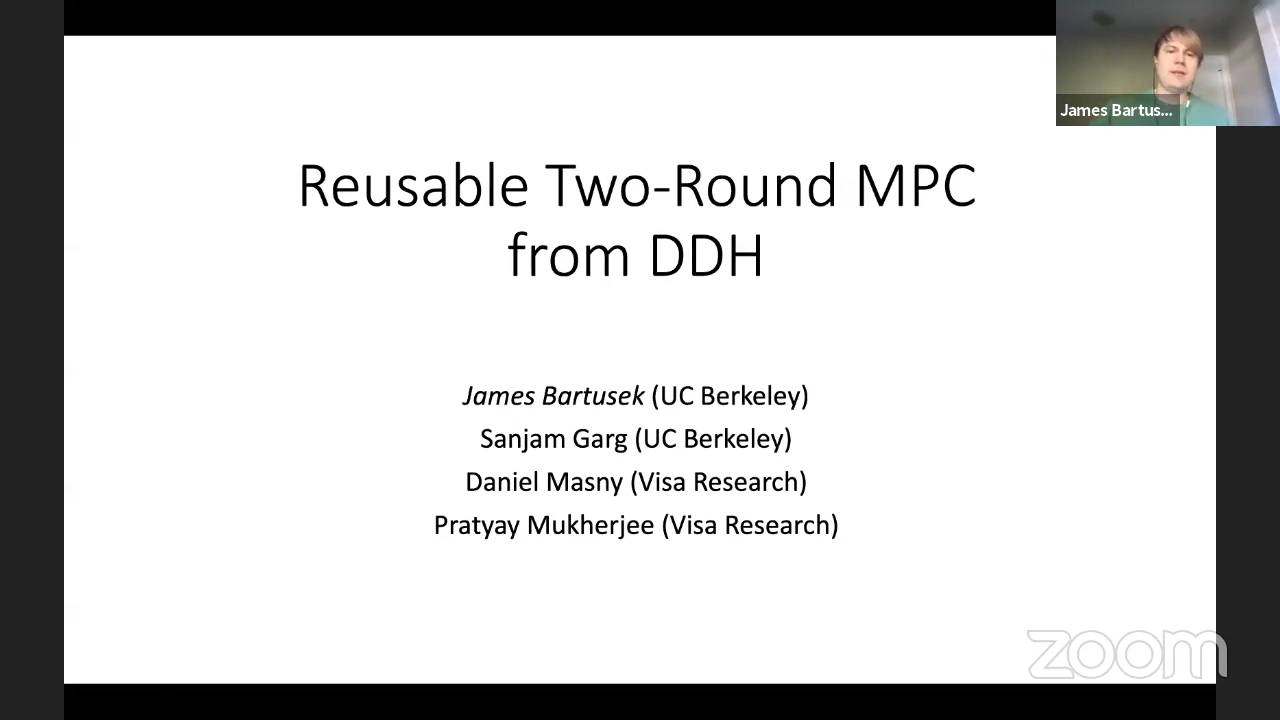 James Bartus...
Reusable Two-Round MPC
from DDH
James Bartusek (UC Berkeley)
Sanjam Garg (UC Berkeley)
Daniel Masny (Visa Research)
Pratyay Mukherjee (Visa Research)
zoom